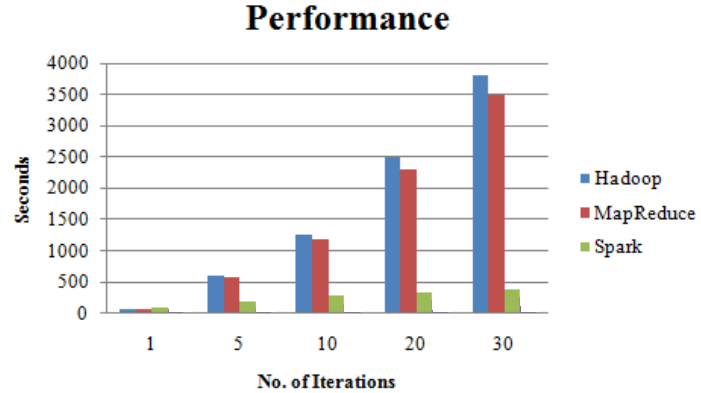 Performance
4000
3500
3000
2500
2000
1500
1000
500
0
Seconds
1 5 10 20 30
No. of Iterations
Hadoop
MapReduce
Spark